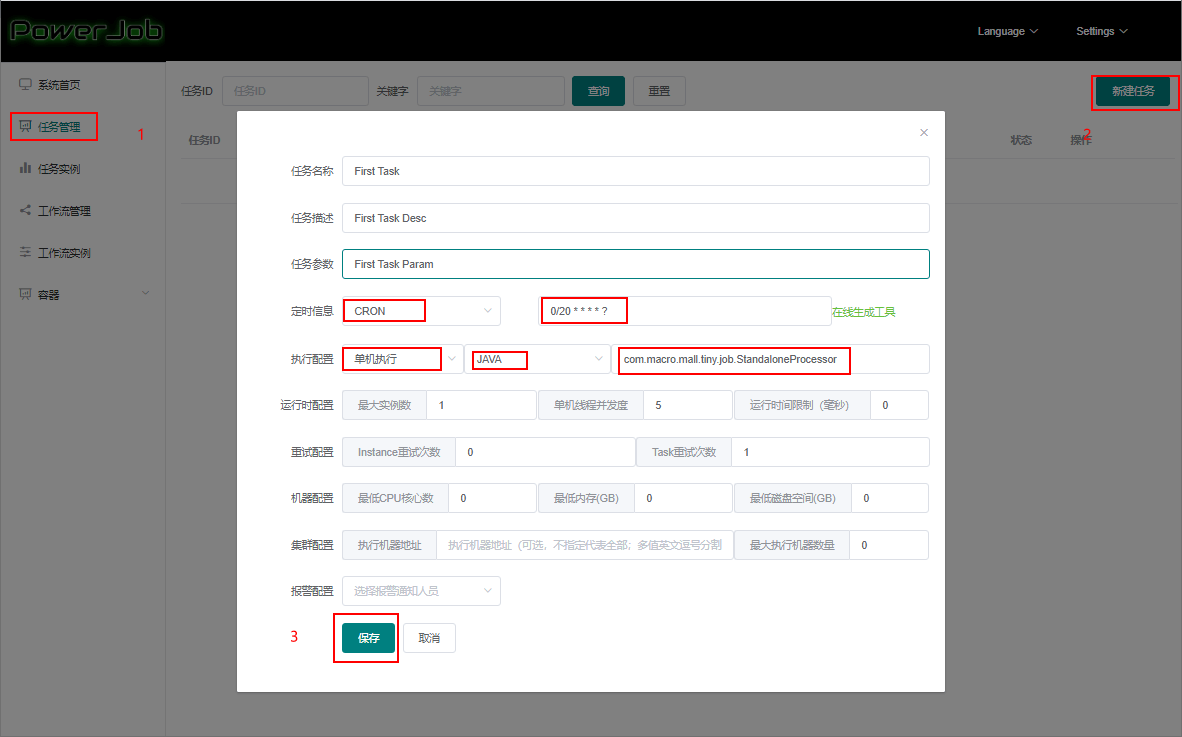 PowerJob
Language
Settings
系统首页
任务管理
1
任务实例
工作流管理
工作流实例
容器
任务ID 任务ID 关键字 关键字 查询 重置 新建任务
2
任务ID 状态 操作
×
任务名称 First Task
任务描述 First Task Desc
任务参数 First Task Param
定时信息 CRON 0/20 * * * * ? 在线生成工具
执行配置 单机执行 JAVA com.macro.mall.tiny.job.StandaloneProcessor
运行时配置 最大实例数 1 单机线程并发度 5 运行时间限制（毫秒） 0
重试配置 Instance重试次数 0 Task重试次数 1
机器配置 最低CPU核心数 0 最低内存(GB) 0 最低磁盘空间(GB) 0
集群配置 执行机器地址 执行机器地址（可选，不指定代表全部；多值英文逗号分割 最大执行机器数量 0
报警配置 选择报警通知人员
3 保存 取消